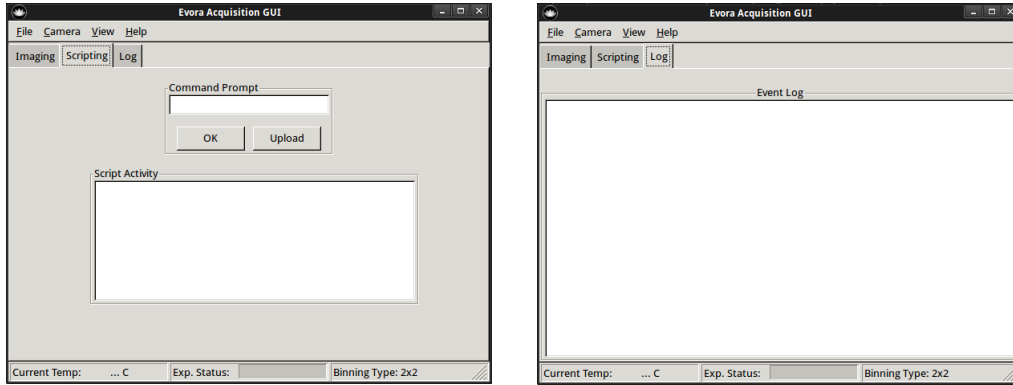 Evora Acquisition GUI
File Camera View Help
Imaging Scripting Log
Command Prompt
OK Upload
Script Activity
Current Temp: ... C Exp. Status: Binning Type: 2x2
Evora Acquisition GUI
File Camera View Help
Imaging Scripting Log
Event Log
Current Temp: ... C Exp. Status: Binning Type: 2x2